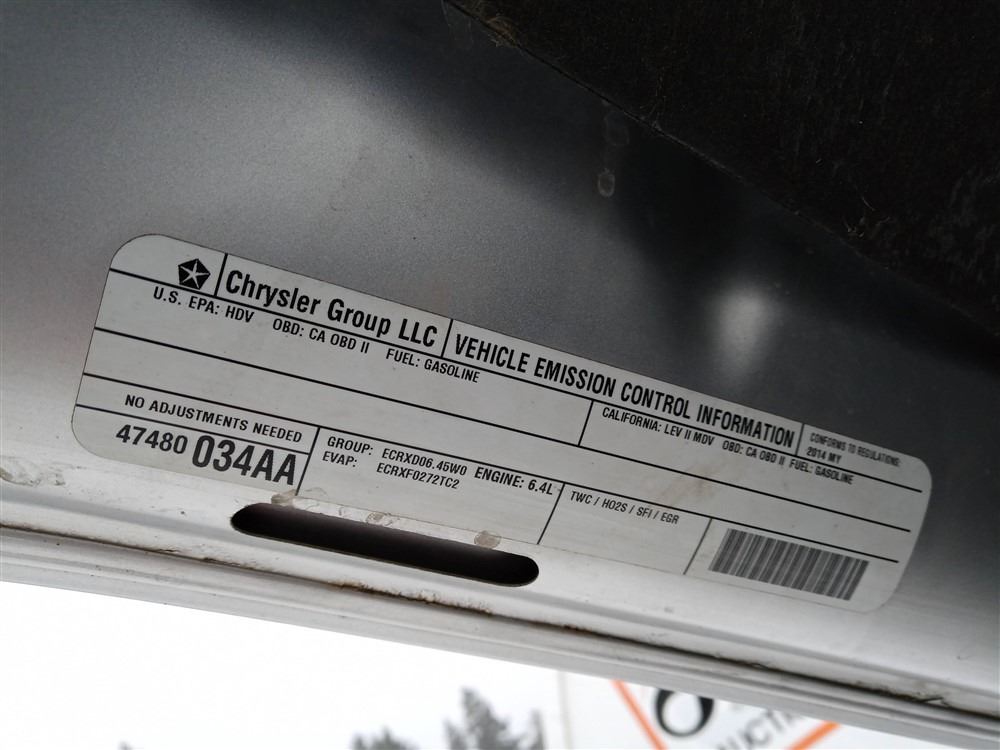 Chrysler Group LLC
VEHICLE EMISSION CONTROL INFORMATION
CONFORMS TO REGULATIONS:
2014 MY
U.S. EPA: HDV OBD: CA OBD II FUEL: GASOLINE
CALIFORNIA: LEV II MDV OBD: CA OBD II FUEL: GASOLINE
NO ADJUSTMENTS NEEDED
47480 034AA
GROUP: ECRXD06.45W0 ENGINE: 6.4L
EVAP: ECRXF0272TC2
TWC / HO2S / SFI / EGR